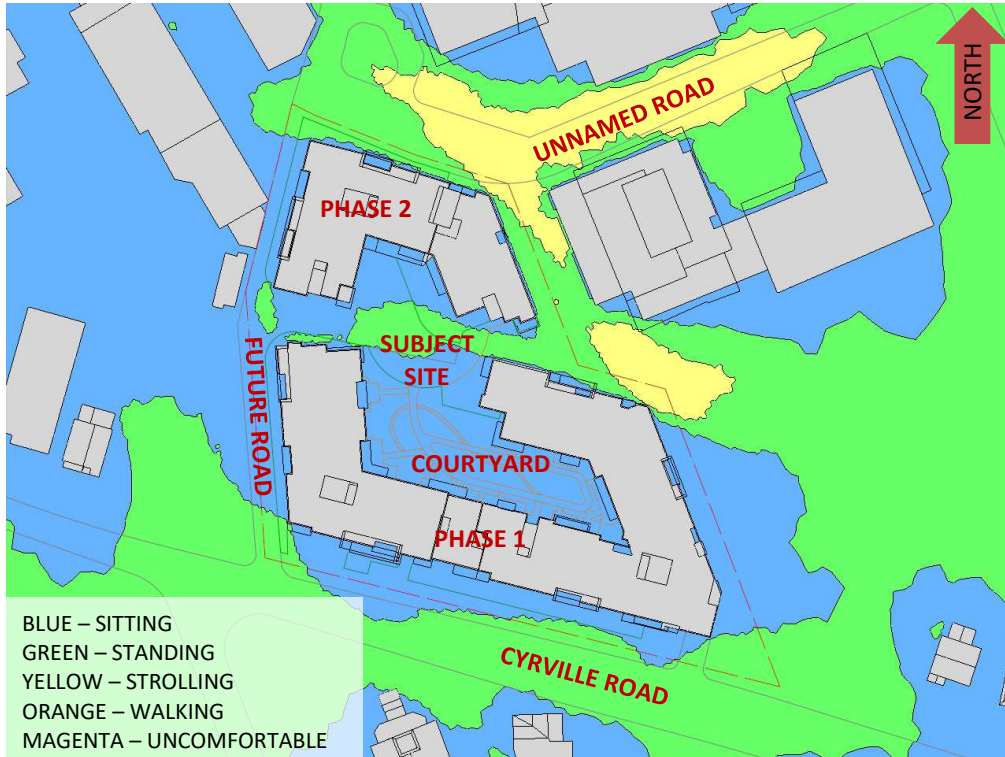 NORTH
UNNAMED ROAD
PHASE 2
SUBJECT
SITE
FUTURE ROAD
COURTYARD
PHASE 1
CYRVILLE ROAD
BLUE – SITTING
GREEN – STANDING
YELLOW – STROLLING
ORANGE – WALKING
MAGENTA – UNCOMFORTABLE